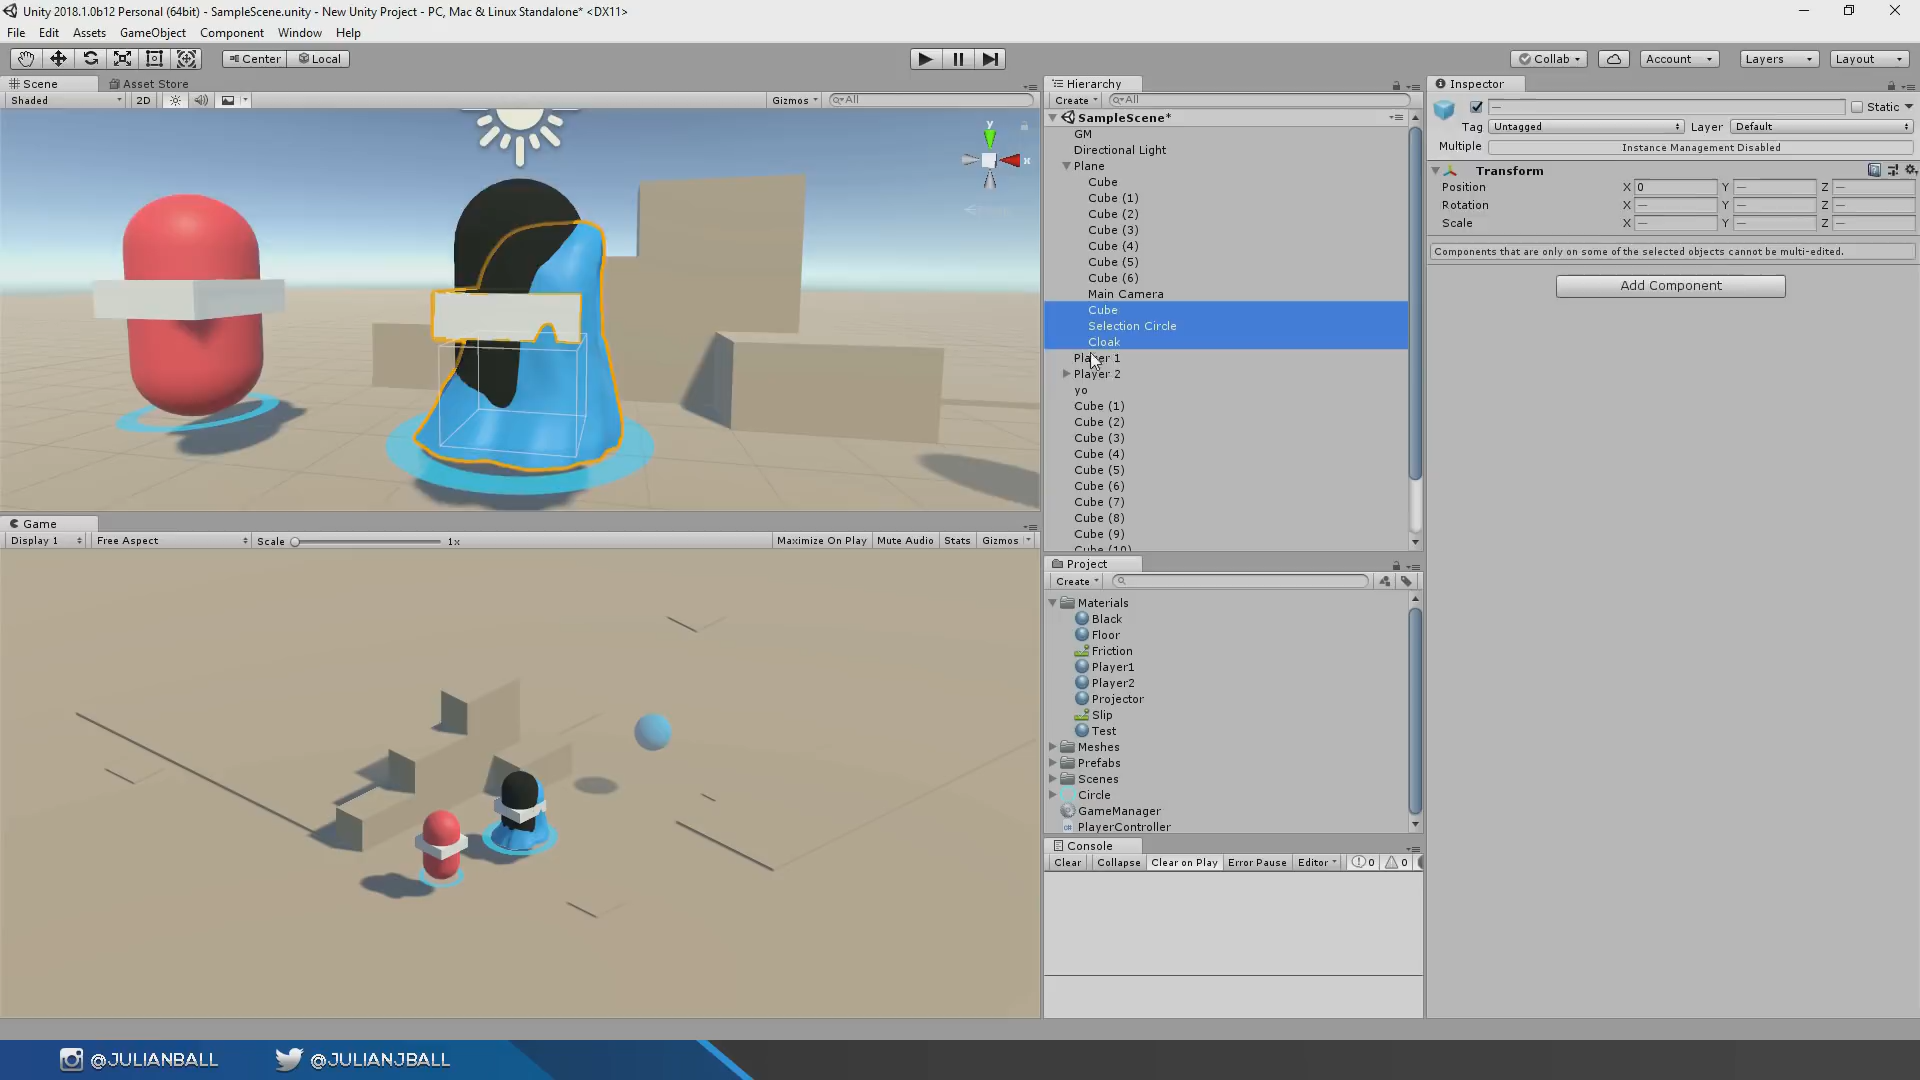 Unity 2018.1.0b12 Personal (64bit) - SampleScene.unity - New Unity Project - PC, Mac & Linux Standalone* <DX11>
File Edit Assets GameObject Component Window Help
Center Local Collab Account Layers Layout
Scene Asset Store
Shaded 2D Gizmos All
y
x
Game
Display 1 Free Aspect Scale 1x Maximize On Play Mute Audio Stats Gizmos
Hierarchy
Create All
SampleScene*
GM
Directional Light
Plane
Cube
Cube (1)
Cube (2)
Cube (3)
Cube (4)
Cube (5)
Cube (6)
Main Camera
Cube
Selection Circle
Cloak
Player 1
Player 2
yo
Cube (1)
Cube (2)
Cube (3)
Cube (4)
Cube (5)
Cube (6)
Cube (7)
Cube (8)
Cube (9)
Cube (10)
Project
Create
Materials
Black
Floor
Friction
Player1
Player2
Projector
Slip
Test
Meshes
Prefabs
Scenes
Circle
GameManager
PlayerController
Console
Clear Collapse Clear on Play Error Pause Editor 0 0
Inspector
— Static
Tag Untagged Layer Default
Multiple Instance Management Disabled
Transform
Position X 0 Y — Z —
Rotation X — Y — Z —
Scale X — Y — Z —
Components that are only on some of the selected objects cannot be multi-edited.
Add Component
@JULIANBALL @JULIANJBALL